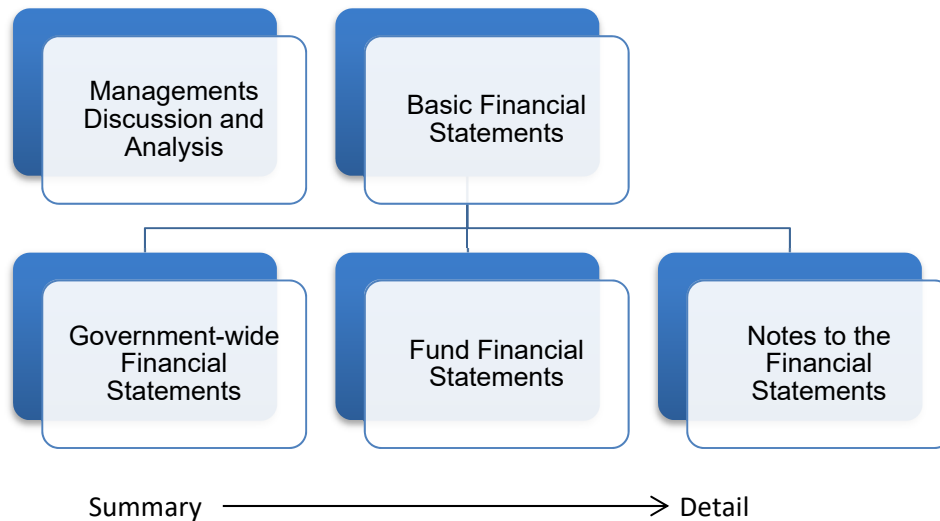 Managements
Discussion and
Analysis
Basic Financial
Statements
Government-wide
Financial
Statements
Fund Financial
Statements
Notes to the
Financial
Statements
Summary
Detail